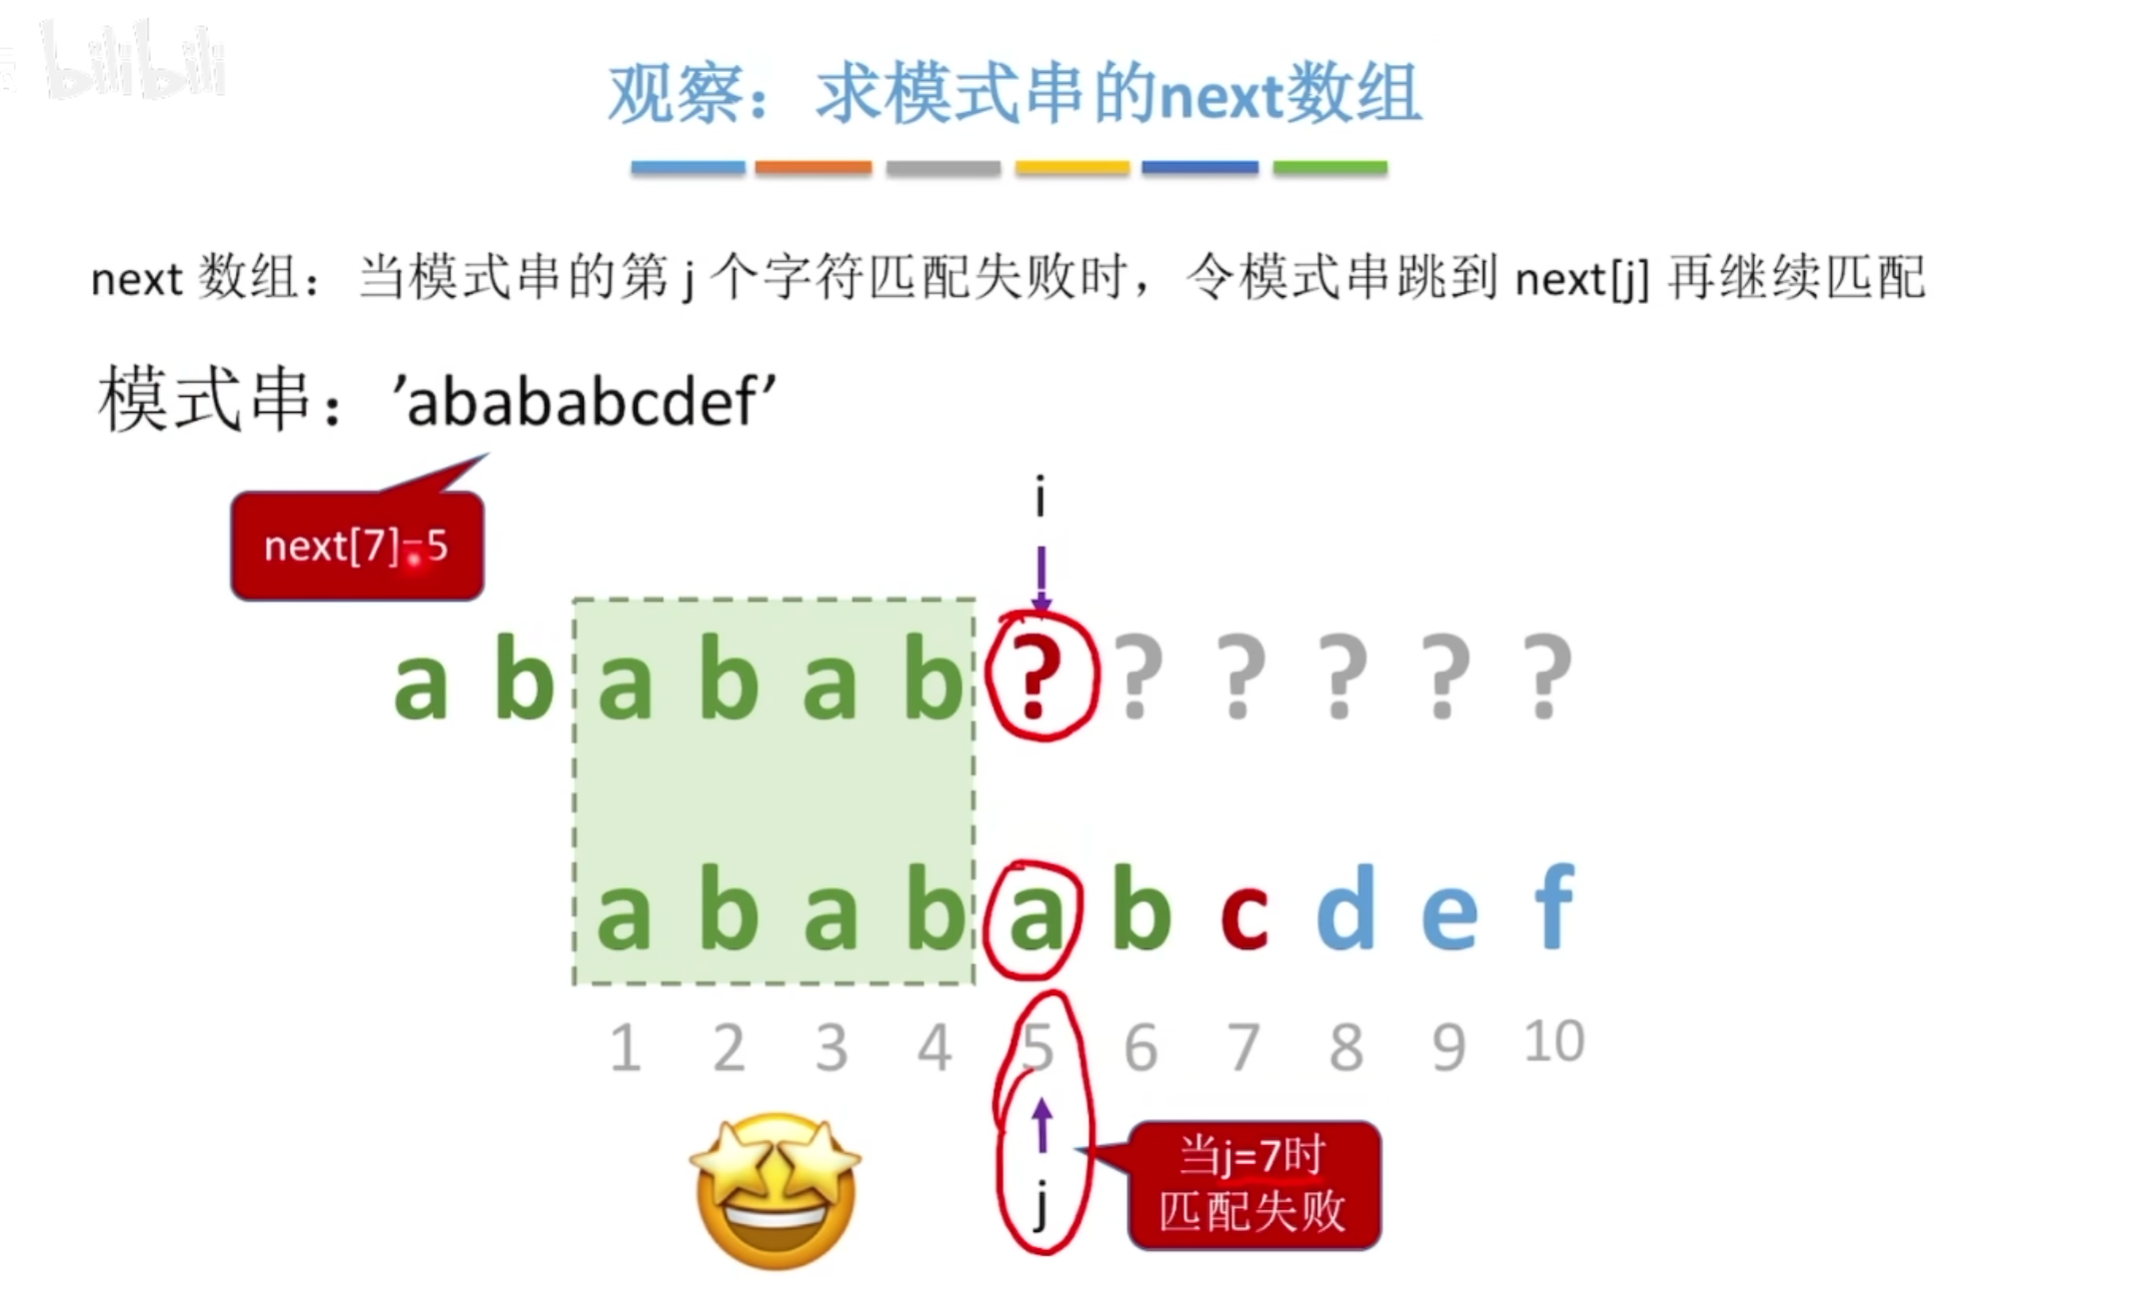 bilibili
观察：求模式串的next数组
next 数组：当模式串的第 j 个字符匹配失败时，令模式串跳到 next[j] 再继续匹配
模式串：’abababcdef’
i
next[7]=5
a b a b a b ? ? ? ? ? ?
a b a b a b c d e f
1 2 3 4 5 6 7 8 9 10
j
当j=7时
匹配失败